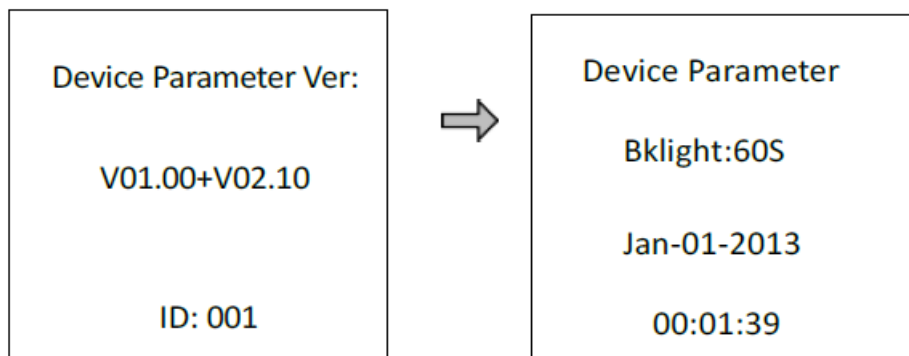 Device Parameter Ver:
V01.00+V02.10
ID: 001
Device Parameter
Bklight:60S
Jan-01-2013
00:01:39